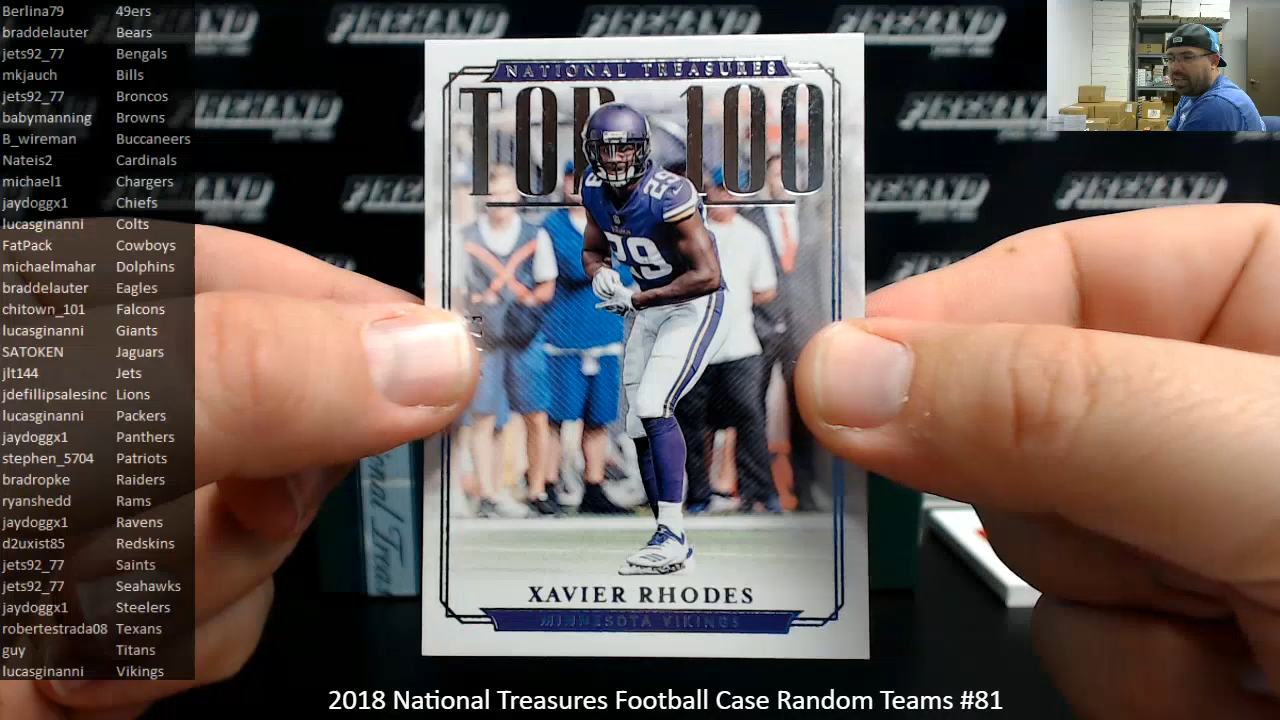 Berlina79 49ers
braddelauter Bears
jets92_77 Bengals
mkjauch Bills
jets92_77 Broncos
babymanning Browns
B_wireman Buccaneers
Nateis2 Cardinals
michael1 Chargers
jaydoggx1 Chiefs
lucasginanni Colts
FatPack Cowboys
michaelmahar Dolphins
braddelauter Eagles
chitown_101 Falcons
lucasginanni Giants
SATOKEN Jaguars
jlt144 Jets
jdefillipsalesinc Lions
lucasginanni Packers
jaydoggx1 Panthers
stephen_5704 Patriots
bradropke Raiders
ryanshedd Rams
jaydoggx1 Ravens
d2uxist85 Redskins
jets92_77 Saints
jets92_77 Seahawks
jaydoggx1 Steelers
robertestrada08 Texans
guy Titans
lucasginanni Vikings
NATIONAL TREASURES
TOP 100
29
29
XAVIER RHODES
MINNESOTA VIKINGS
FIREHAND
2018 National Treasures Football Case Random Teams #81